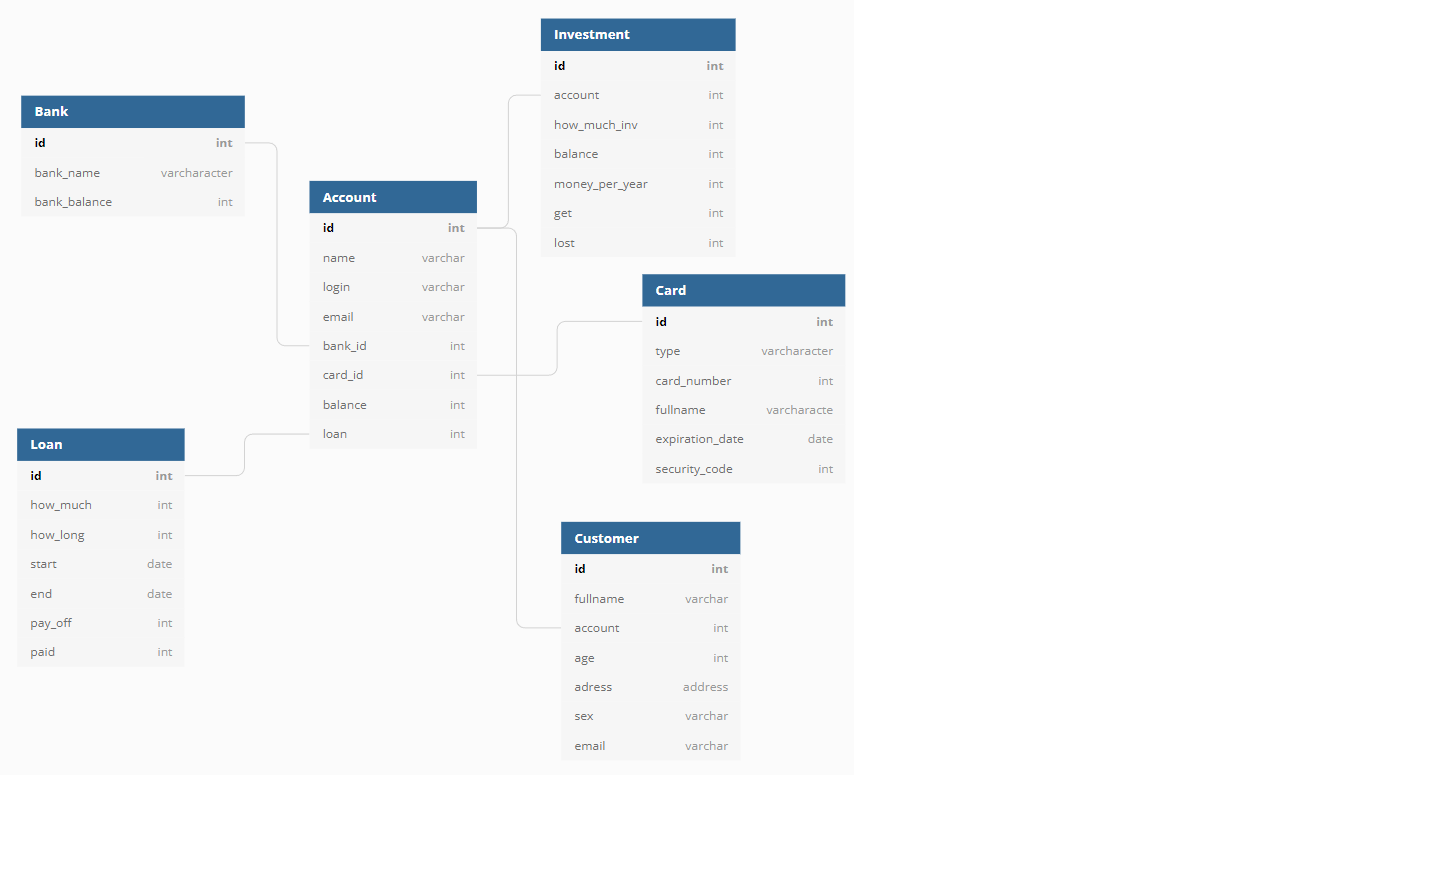 Bank
id int
bank_name varcharacter
bank_balance int
Account
id int
name varchar
login varchar
email varchar
bank_id int
card_id int
balance int
loan int
Investment
id int
account int
how_much_inv int
balance int
money_per_year int
get int
lost int
Card
id int
type varcharacter
card_number int
fullname varcharacte
expiration_date date
security_code int
Loan
id int
how_much int
how_long int
start date
end date
pay_off int
paid int
Customer
id int
fullname varchar
account int
age int
adress address
sex varchar
email varchar